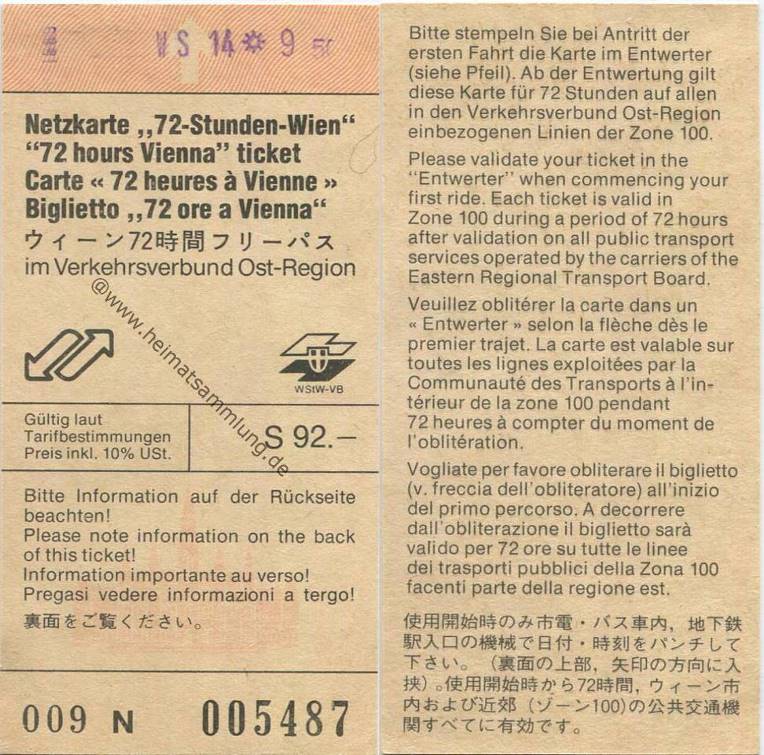 VS 14 9 50
Netzkarte „72-Stunden-Wien“
“72 hours Vienna” ticket
Carte « 72 heures à Vienne »
Biglietto „72 ore a Vienna“
ウィーン72時間フリーパス
im Verkehrsverbund Ost-Region
@www.heimatsammlung.de
WStW-VB
Gültig laut
Tarifbestimmungen
Preis inkl. 10% USt.
S 92.–
Bitte Information auf der Rückseite
beachten!
Please note information on the back
of this ticket!
Information importante au verso!
Pregasi vedere informazioni a tergo!
裏面をご覧ください。
009 N 005487
Bitte stempeln Sie bei Antritt der
ersten Fahrt die Karte im Entwerter
(siehe Pfeil). Ab der Entwertung gilt
diese Karte für 72 Stunden auf allen
in den Verkehrsverbund Ost-Region
einbezogenen Linien der Zone 100.
Please validate your ticket in the
“Entwerter” when commencing your
first ride. Each ticket is valid in
Zone 100 during a period of 72 hours
after validation on all public transport
services operated by the carriers of the
Eastern Regional Transport Board.
Veuillez oblitérer la carte dans un
« Entwerter » selon la flèche dès le
premier trajet. La carte est valable sur
toutes les lignes exploitées par la
Communauté des Transports à l’in-
térieur de la zone 100 pendant
72 heures à compter du moment de
l’oblitération.
Vogliate per favore obliterare il biglietto
(v. freccia dell’obliteratore) all’inizio
del primo percorso. A decorrere
dall’obliterazione il biglietto sarà
valido per 72 ore su tutte le linee
dei trasporti pubblici della Zona 100
facenti parte della regione est.
使用開始時のみ市電・バス車内，地下鉄
駅入口の機械で日付・時刻をパンチして
下さい。（裏面の上部，矢印の方向に入
挟）。使用開始時から72時間，ウィーン市
内および近郊（ゾーン100）の公共交通機
関すべてに有効です。